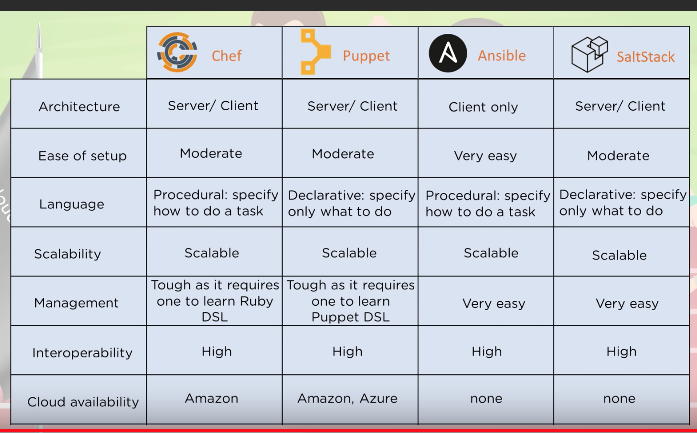 Chef Puppet Ansible SaltStack
Architecture Server/ Client Server/ Client Client only Server/ Client
Ease of setup Moderate Moderate Very easy Moderate
Language Procedural: specify how to do a task Declarative: specify only what to do Procedural: specify how to do a task Declarative: specify only what to do
Scalability Scalable Scalable Scalable Scalable
Management Tough as it requires one to learn Ruby DSL Tough as it requires one to learn Puppet DSL Very easy Very easy
Interoperability High High High High
Cloud availability Amazon Amazon, Azure none none